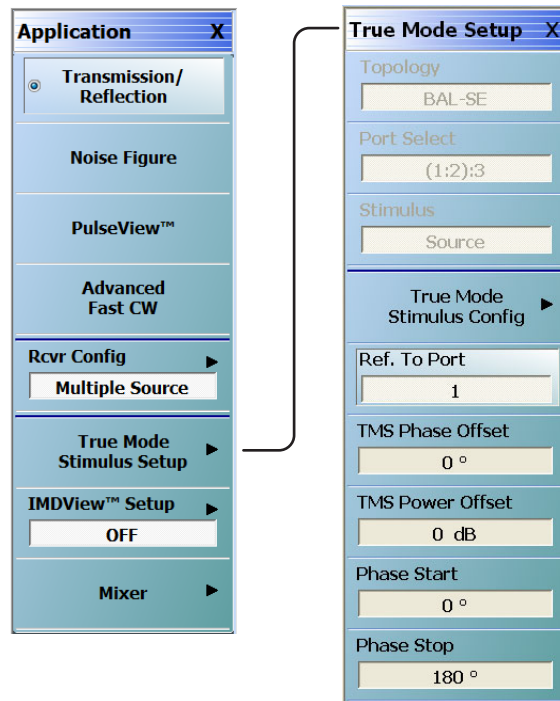 Application X
Transmission/
Reflection
Noise Figure
PulseView™
Advanced
Fast CW
Rcvr Config
Multiple Source
True Mode
Stimulus Setup
IMDView™ Setup
OFF
Mixer
True Mode Setup X
Topology
BAL-SE
Port Select
(1:2):3
Stimulus
Source
True Mode
Stimulus Config
Ref. To Port
1
TMS Phase Offset
0 °
TMS Power Offset
0 dB
Phase Start
0 °
Phase Stop
180 °